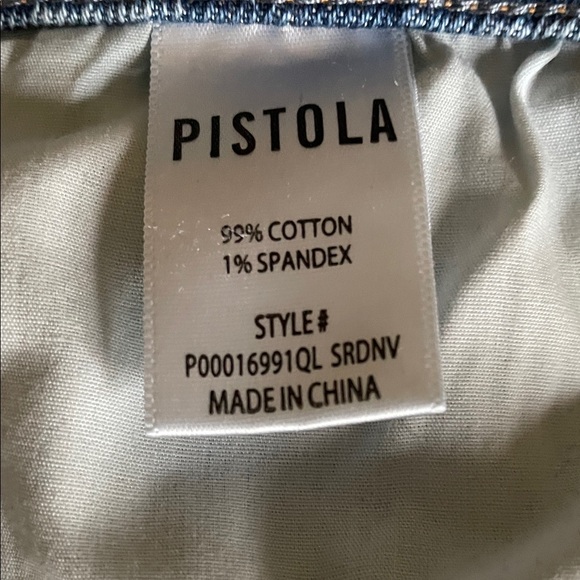 PISTOLA
99% COTTON
1% SPANDEX
STYLE#
P00016991QL SRDNV
MADE IN CHINA